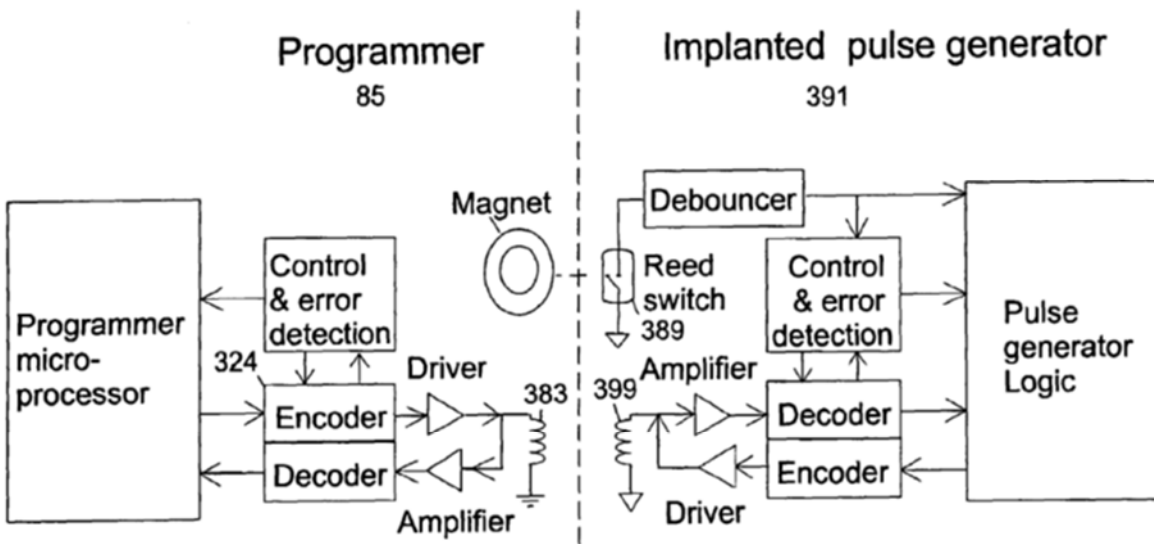 Programmer
85
Implanted pulse generator
391
Programmer
micro-
processor
Control
& error
detection
324
Encoder
Decoder
Driver
Amplifier
383
Magnet
Reed
switch
389
Debouncer
Control
& error
detection
399
Amplifier
Decoder
Encoder
Driver
Pulse
generator
Logic